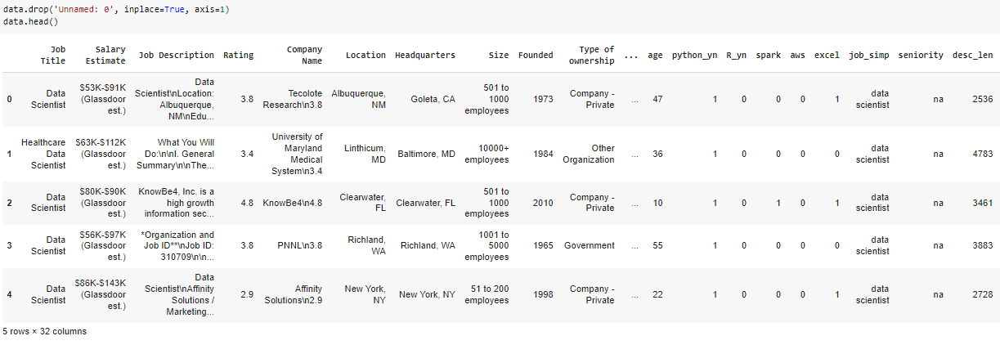 data.drop('Unnamed: 0', inplace=True, axis=1)
data.head()
Job Title Salary Estimate Job Description Rating Company Name Location Headquarters Size Founded Type of ownership ... age python_yn R_yn spark aws excel job_simp seniority desc_len
0 Data Scientist $53K-$91K (Glassdoor est.) Data Scientist\nLocation: Albuquerque, NM\nEdu... 3.8 Tecolote Research\n3.8 Albuquerque, NM Goleta, CA 501 to 1000 employees 1973 Company - Private ... 47 1 0 0 0 1 data scientist na 2536
1 Healthcare Data Scientist $63K-$112K (Glassdoor est.) What You Will Do:\n\nI. General Summary\n\nThe... 3.4 University of Maryland Medical System\n3.4 Linthicum, MD Baltimore, MD 10000+ employees 1984 Other Organization ... 36 1 0 0 0 0 data scientist na 4783
2 Data Scientist $80K-$90K (Glassdoor est.) KnowBe4, Inc. is a high growth information sec... 4.8 KnowBe4\n4.8 Clearwater, FL Clearwater, FL 501 to 1000 employees 2010 Company - Private ... 10 1 0 1 0 1 data scientist na 3461
3 Data Scientist $56K-$97K (Glassdoor est.) *Organization and Job ID**\nJob ID: 310709\n\n... 3.8 PNNL\n3.8 Richland, WA Richland, WA 1001 to 5000 employees 1965 Government ... 55 1 0 0 0 0 data scientist na 3883
4 Data Scientist $86K-$143K (Glassdoor est.) Data Scientist\nAffinity Solutions / Marketing... 2.9 Affinity Solutions\n2.9 New York, NY New York, NY 51 to 200 employees 1998 Company - Private ... 22 1 0 0 0 1 data scientist na 2728
5 rows × 32 columns